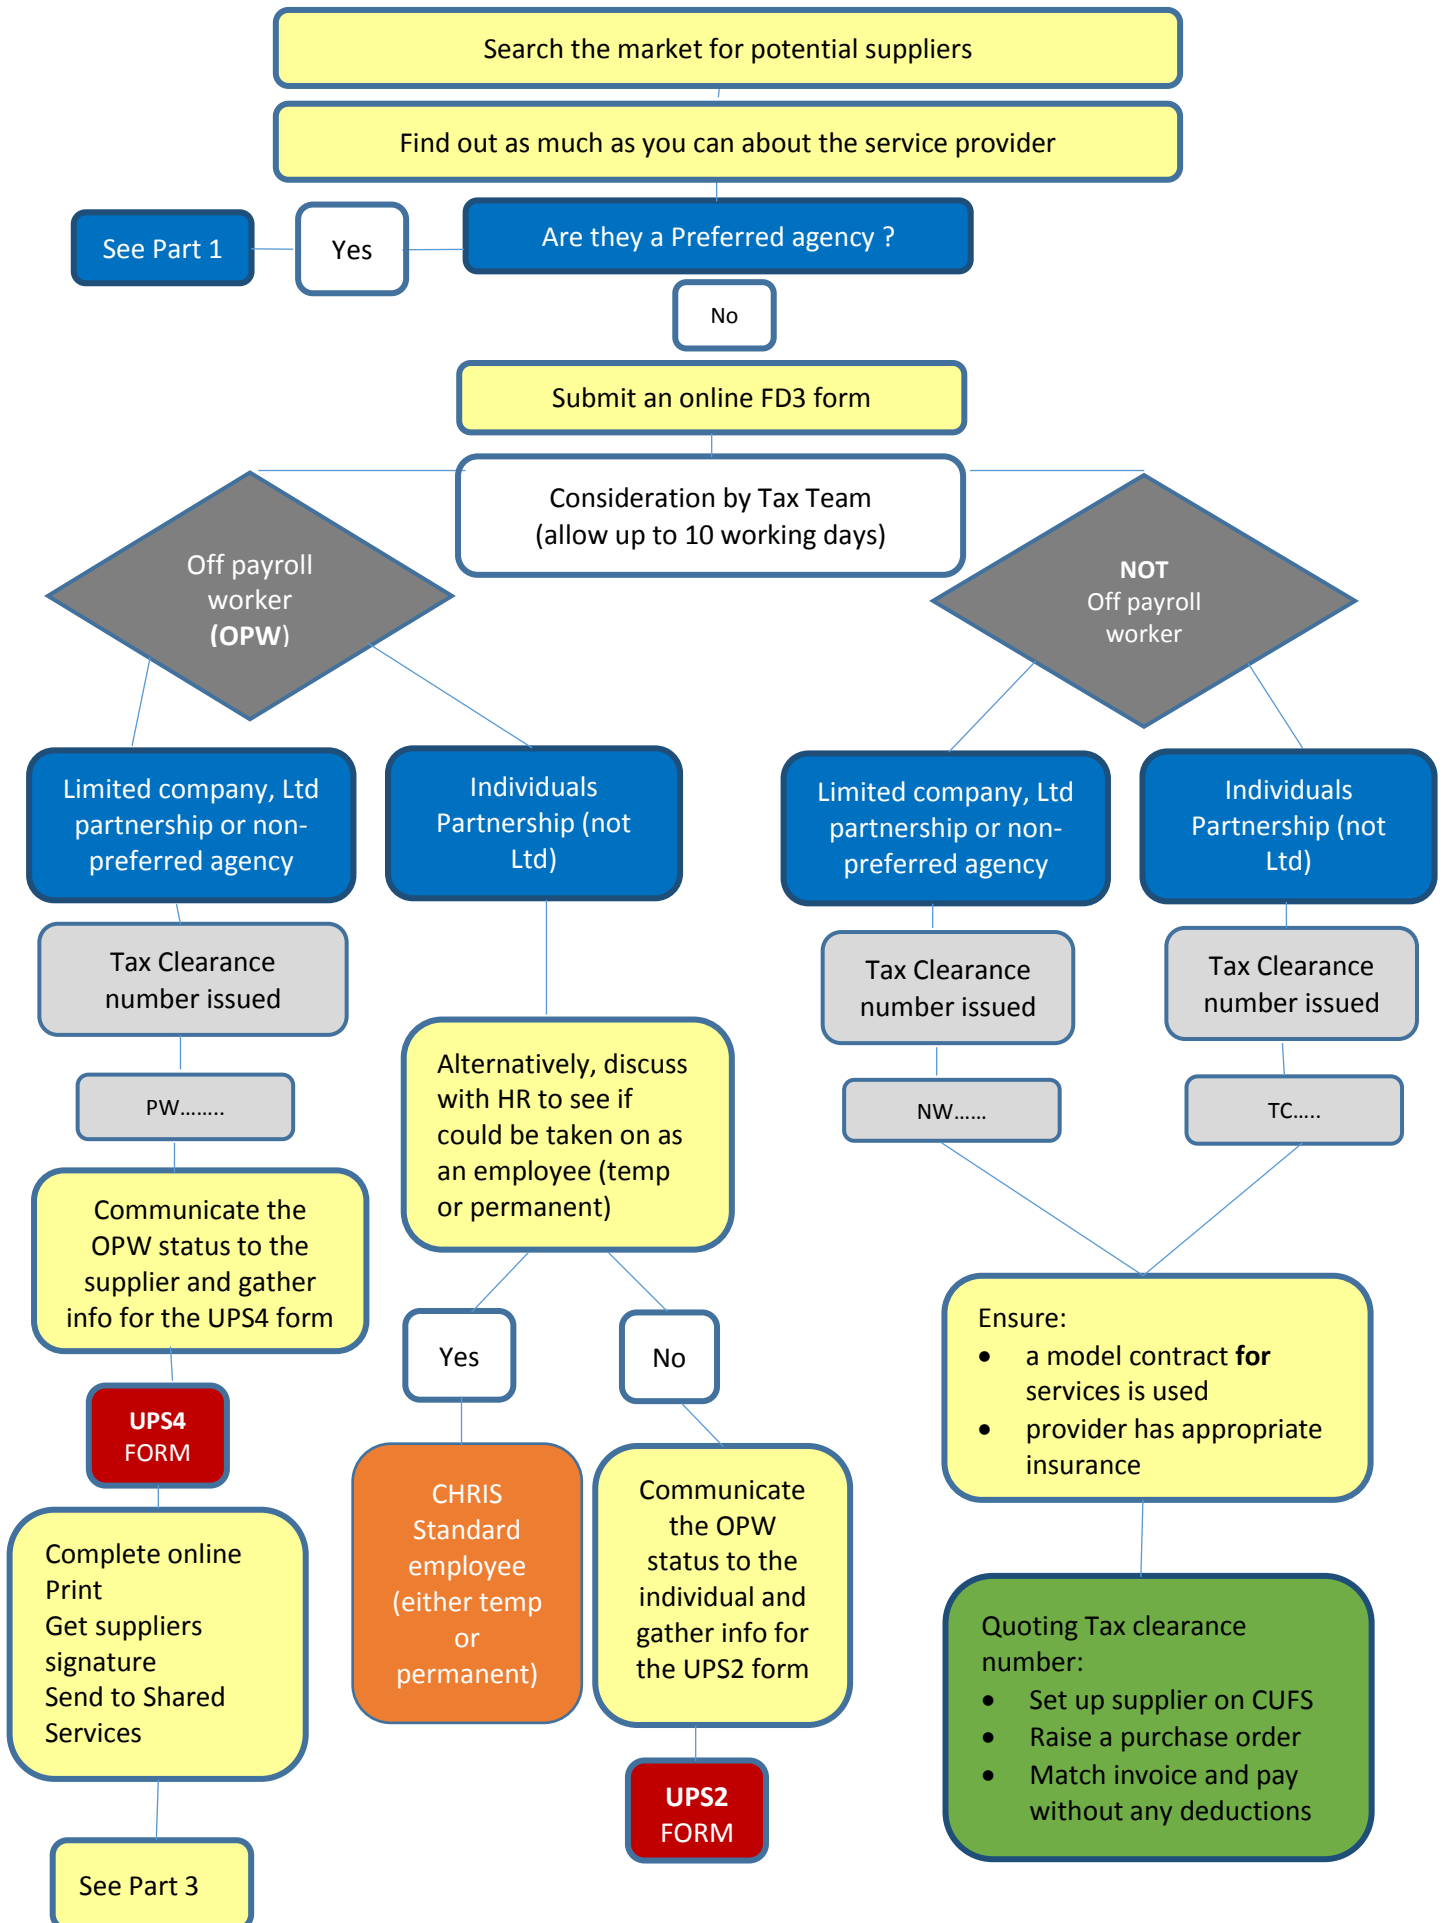 Search the market for potential suppliers
Find out as much as you can about the service provider
See Part 1
Yes
Are they a Preferred agency ?
No
Submit an online FD3 form
Consideration by Tax Team
(allow up to 10 working days)
Off payroll
worker
(OPW)
NOT
Off payroll
worker
Limited company, Ltd
partnership or non-
preferred agency
Individuals
Partnership (not
Ltd)
Limited company, Ltd
partnership or non-
preferred agency
Individuals
Partnership (not
Ltd)
Tax Clearance
number issued
Tax Clearance
number issued
Tax Clearance
number issued
PW........
Alternatively, discuss
with HR to see if
could be taken on as
an employee (temp
or permanent)
NW......
TC.....
Communicate the
OPW status to the
supplier and gather
info for the UPS4 form
Yes
No
Ensure:
• a model contract for
services is used
• provider has appropriate
insurance
UPS4
FORM
CHRIS
Standard
employee
(either temp
or
permanent)
Communicate
the OPW
status to the
individual and
gather info for
the UPS2 form
Complete online
Print
Get suppliers
signature
Send to Shared
Services
Quoting Tax clearance
number:
• Set up supplier on CUFS
• Raise a purchase order
• Match invoice and pay
without any deductions
UPS2
FORM
See Part 3